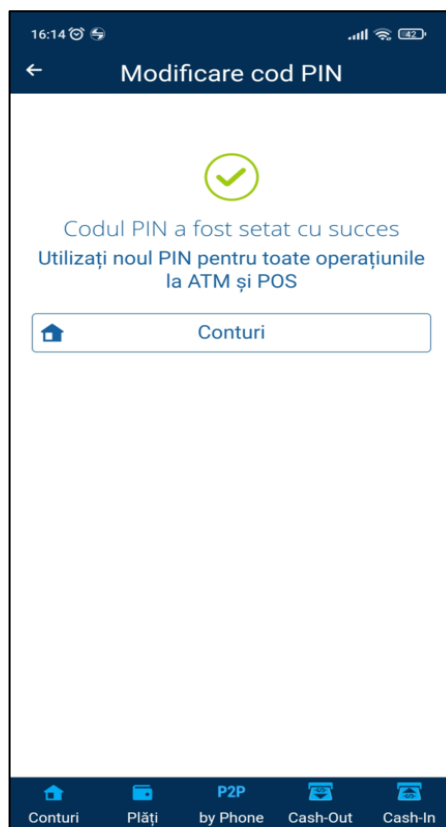 16:14
42
Modificare cod PIN
Codul PIN a fost setat cu succes
Utilizați noul PIN pentru toate operațiunile
la ATM și POS
Conturi
P2P
Conturi Plăți by Phone Cash-Out Cash-In